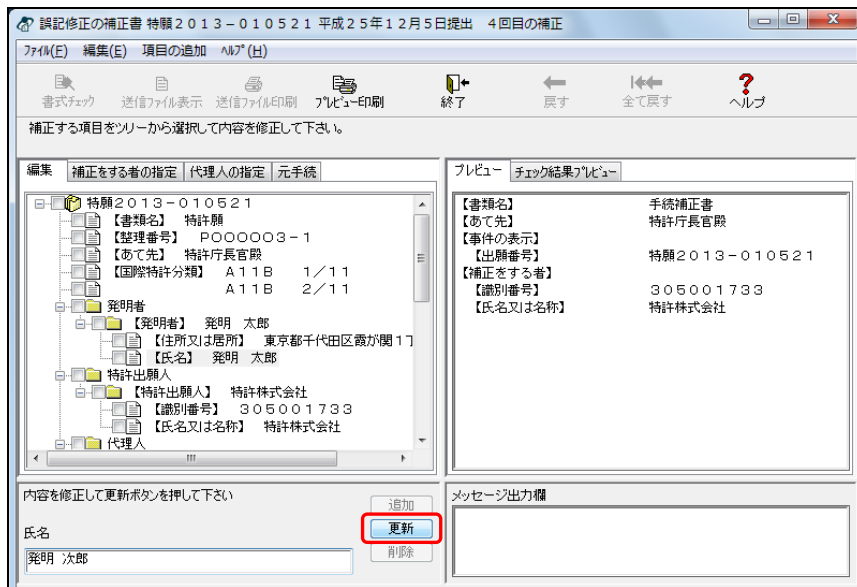 誤記修正の補正書 特願２０１３－０１０５２１ 平成２５年１２月５日提出　４回目の補正
ﾌｧｲﾙ(F)　編集(E)　項目の追加　ﾍﾙﾌﾟ(H)
書式ﾁｪｯｸ　送信ﾌｧｲﾙ表示　送信ﾌｧｲﾙ印刷　ﾌﾟﾚﾋﾞｭｰ印刷　終了　戻す　全て戻す　ヘルプ
補正する項目をツリーから選択して内容を修正して下さい。
編集　補正をする者の指定　代理人の指定　元手続
特願２０１３－０１０５２１
【書類名】　特許願
【整理番号】　ＰＯＯＯＯＯ３－１
【あて先】　特許庁長官殿
【国際特許分類】　Ａ１１Ｂ　　１／１１
Ａ１１Ｂ　　２／１１
発明者
【発明者】　発明　太郎
【住所又は居所】　東京都千代田区霞が関１丁
【氏名】　発明　太郎
特許出願人
【特許出願人】　特許株式会社
【識別番号】　３０５００１７３３
【氏名又は名称】　特許株式会社
代理人
プレビュー　ﾁｪｯｸ結果ﾌﾟﾚﾋﾞｭｰ
【書類名】　手続補正書
【あて先】　特許庁長官殿
【事件の表示】
【出願番号】　特願２０１３－０１０５２１
【補正をする者】
【識別番号】　３０５００１７３３
【氏名又は名称】　特許株式会社
内容を修正して更新ボタンを押して下さい
追加
氏名
更新
発明　次郎
削除
メッセージ出力欄